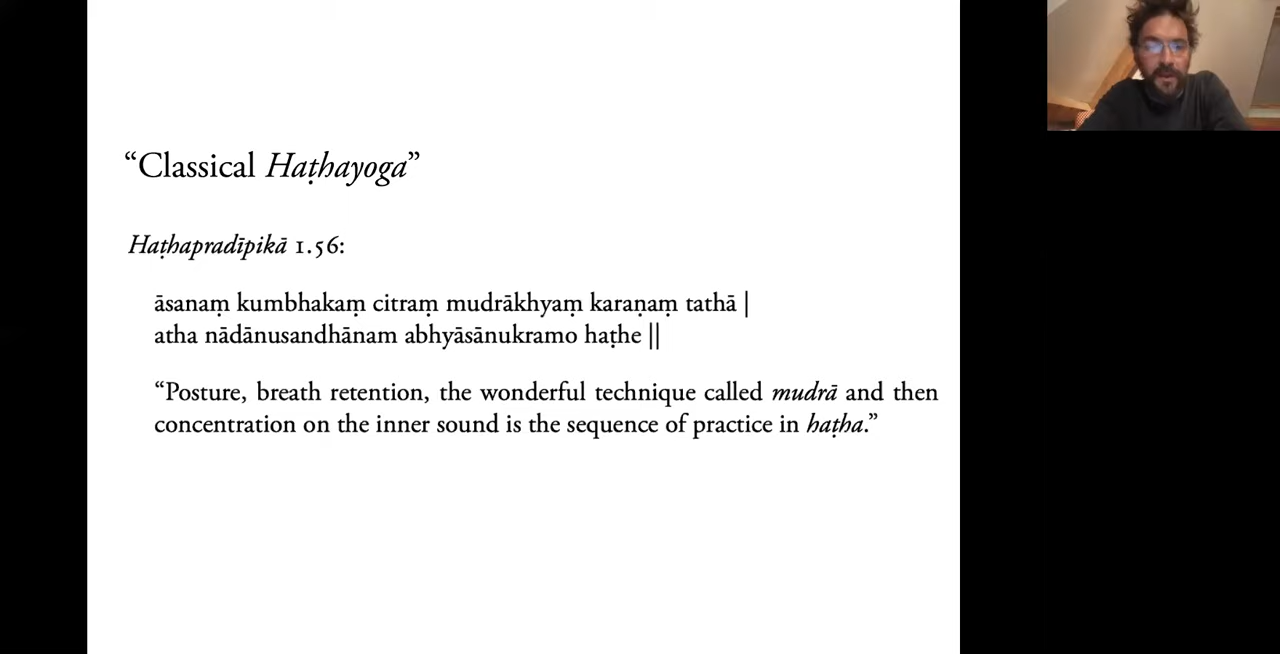 “Classical Haṭhayoga”
Haṭhapradīpikā 1.56:
āsanaṃ kumbhakaṃ citraṃ mudrākhyaṃ karaṇaṃ tathā |
atha nādānusandhānam abhyāsānukramo haṭhe ||
“Posture, breath retention, the wonderful technique called mudrā and then
concentration on the inner sound is the sequence of practice in haṭha.”